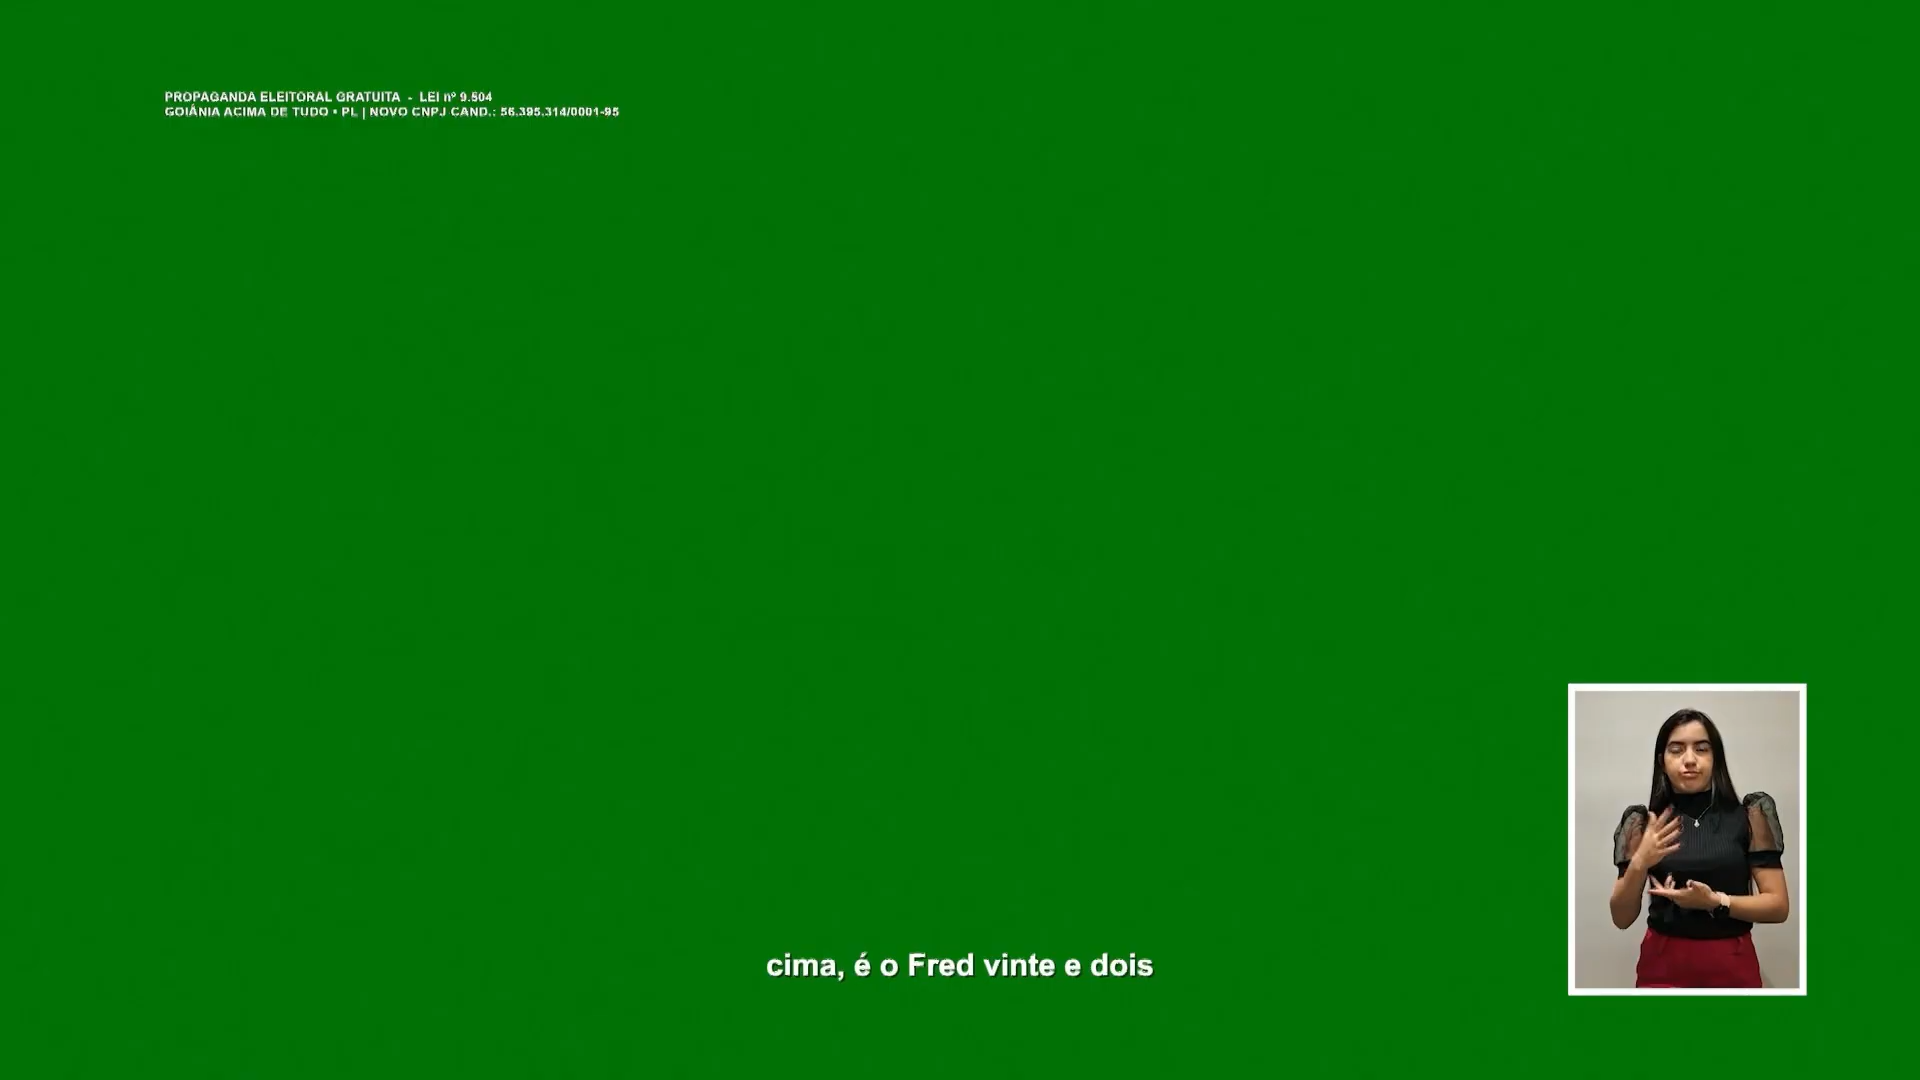 PROPAGANDA ELEITORAL GRATUITA - LEI nº 9.504
GOIÂNIA ACIMA DE TUDO • PL | NOVO CNPJ CAND.: 56.395.314/0001-95
cima, é o Fred vinte e dois